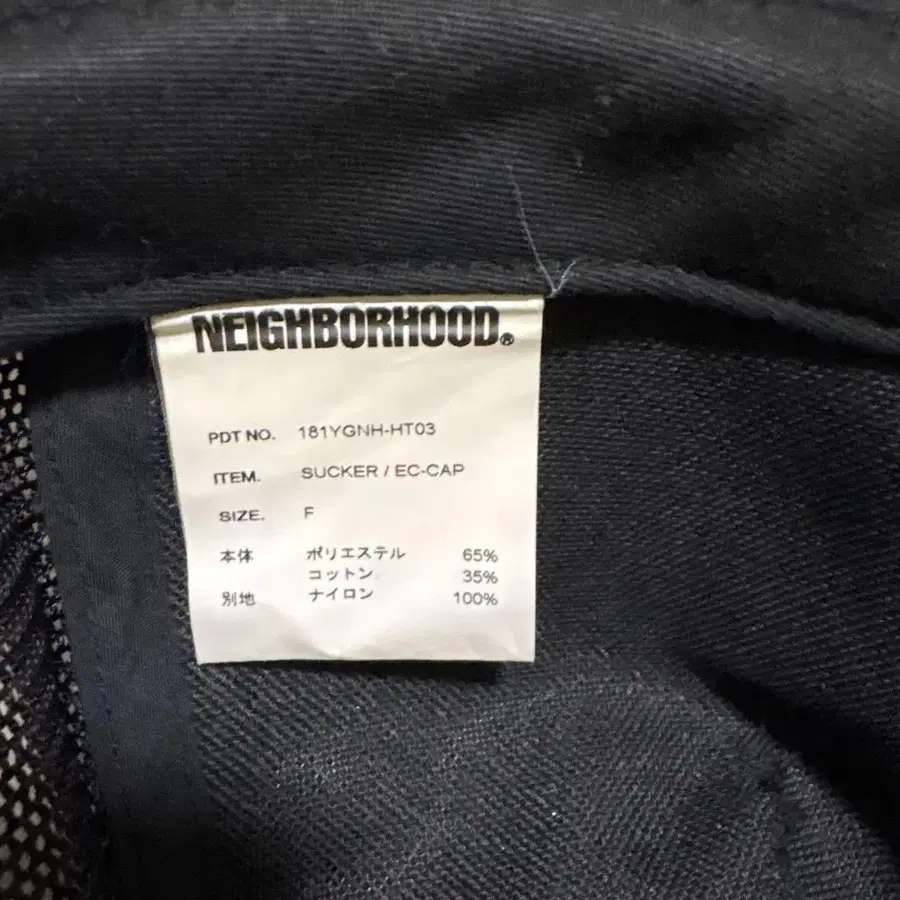 NEIGHBORHOOD.®
PDT NO. 181YGNH-HT03
ITEM. SUCKER / EC-CAP
SIZE. F
本体 ポリエステル 65%
コットン 35%
別地 ナイロン 100%